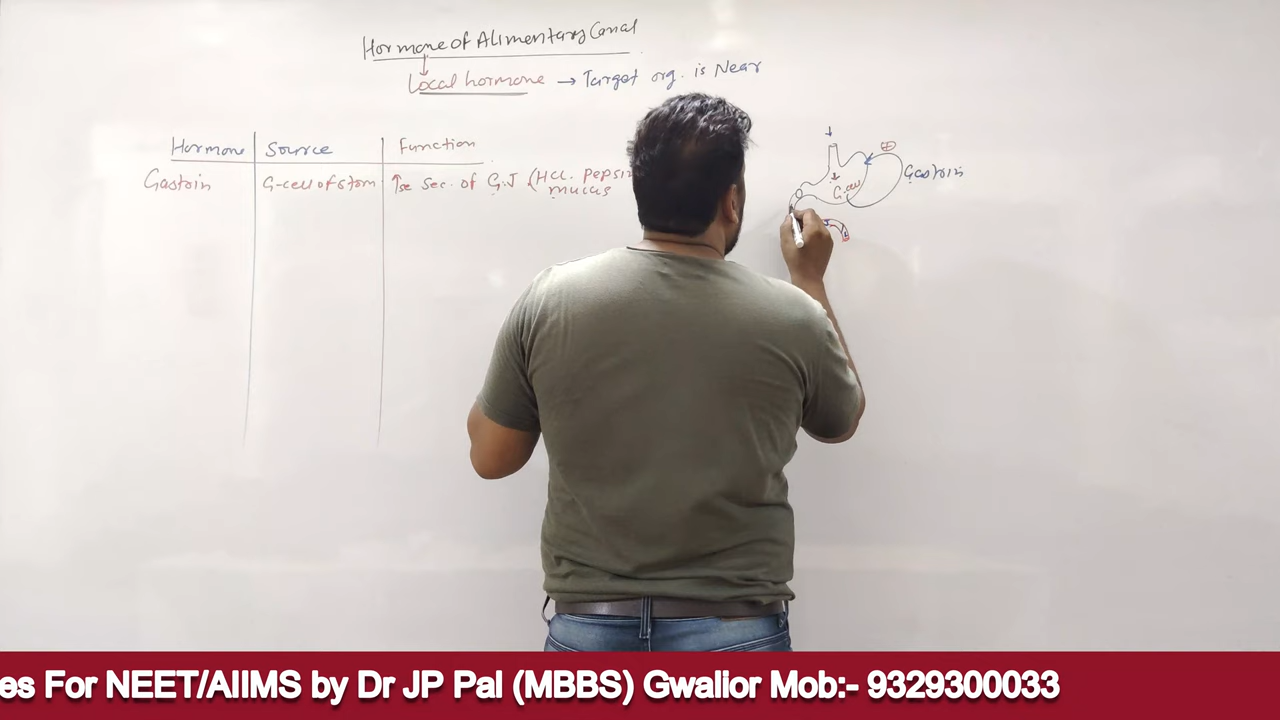 Hormone of Alimentary Canal
Local hormone → Target org. is Near
Hormone Source Function
Gastrin G-cell of stom ↑se Sec. of G.J (HCl. Pepsin
mucus
Gastrin
es For NEET/AIIMS by Dr JP Pal (MBBS) Gwalior Mob:- 9329300033